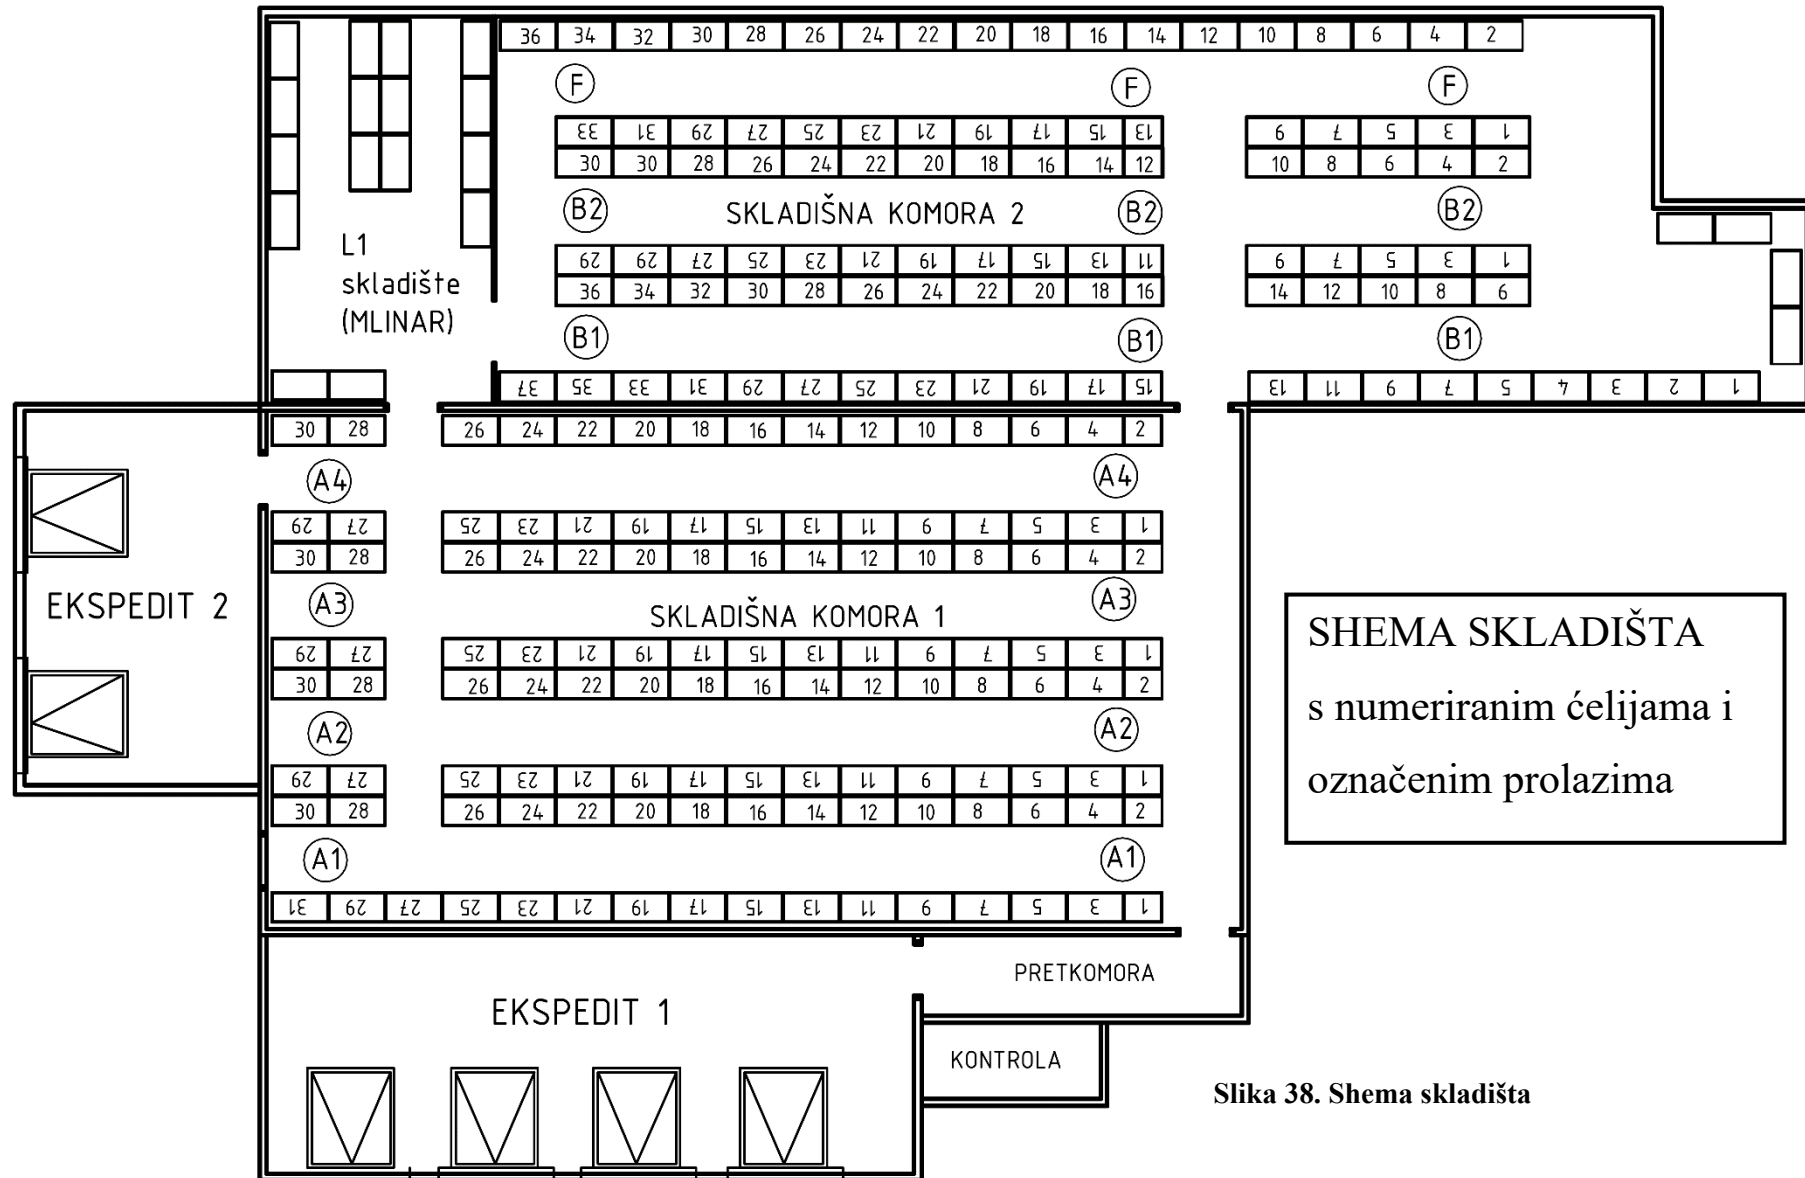 36 34 32 30 28 26 24 22 20 18 16 14 12 10 8 6 4 2
F F F
33 31 29 27 25 23 21 19 17 15 13 9 7 5 3 1
30 30 28 26 24 22 20 18 16 14 12 10 8 6 4 2
B2 SKLADIŠNA KOMORA 2 B2 B2
L1
skladište
(MLINAR)
29 29 27 25 23 21 19 17 15 13 11 9 7 5 3 1
36 34 32 30 28 26 24 22 20 18 16 14 12 10 8 6
B1 B1 B1
37 35 33 31 29 27 25 23 21 19 17 15 13 11 9 7 5 4 3 2 1
30 28 26 24 22 20 18 16 14 12 10 8 6 4 2
A4 A4
29 27 25 23 21 19 17 15 13 11 9 7 5 3 1
30 28 26 24 22 20 18 16 14 12 10 8 6 4 2
EKSPEDIT 2
A3 A3
SKLADIŠNA KOMORA 1
29 27 25 23 21 19 17 15 13 11 9 7 5 3 1
30 28 26 24 22 20 18 16 14 12 10 8 6 4 2
A2 A2
29 27 25 23 21 19 17 15 13 11 9 7 5 3 1
30 28 26 24 22 20 18 16 14 12 10 8 6 4 2
A1 A1
31 29 27 25 23 21 19 17 15 13 11 9 7 5 3 1
SHEMA SKLADIŠTA
s numeriranim ćelijama i
označenim prolazima
PRETKOMORA
EKSPEDIT 1
KONTROLA
Slika 38. Shema skladišta